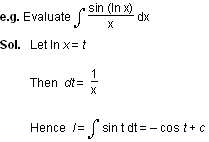 e.g. Evaluate ∫ sin (ln x) / x dx
Sol. Let ln x = t
Then dt = 1 / x
Hence I = ∫ sin t dt = – cos t + c